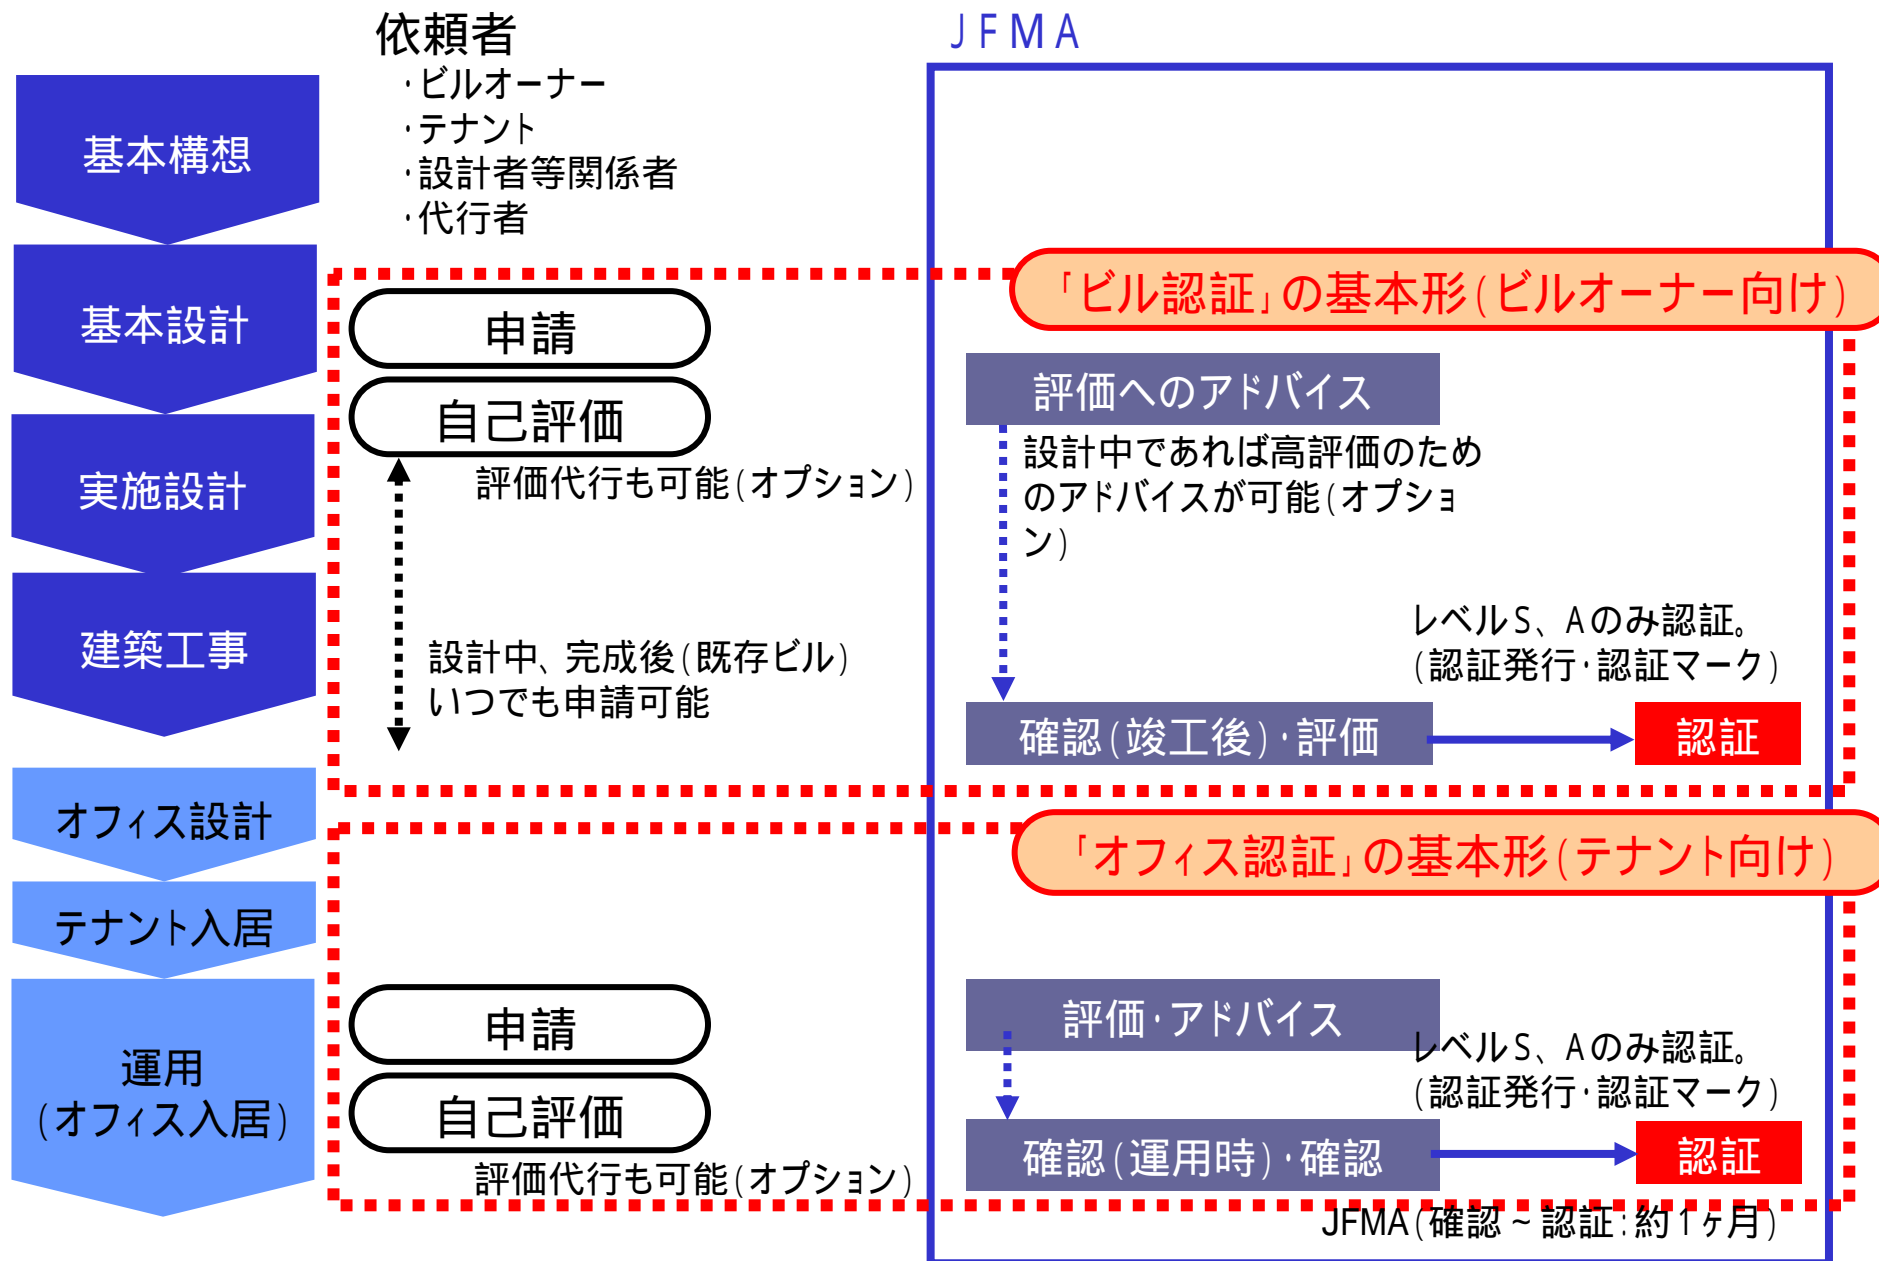 依頼者
・ビルオーナー
・テナント
・設計者等関係者
・代行者
JFMA
基本構想
基本設計
実施設計
建築工事
オフィス設計
テナント入居
運用
(オフィス入居)
「ビル認証」の基本形(ビルオーナー向け)
申請
自己評価
評価代行も可能(オプション)
設計中、完成後(既存ビル)
いつでも申請可能
評価へのアドバイス
設計中であれば高評価のため
のアドバイスが可能(オプショ
ン)
レベルS、Aのみ認証。
(認証発行・認証マーク)
確認(竣工後)・評価
認証
「オフィス認証」の基本形(テナント向け)
申請
自己評価
評価代行も可能(オプション)
評価・アドバイス
レベルS、Aのみ認証。
(認証発行・認証マーク)
確認(運用時)・確認
認証
JFMA(確認~認証:約1ヶ月)